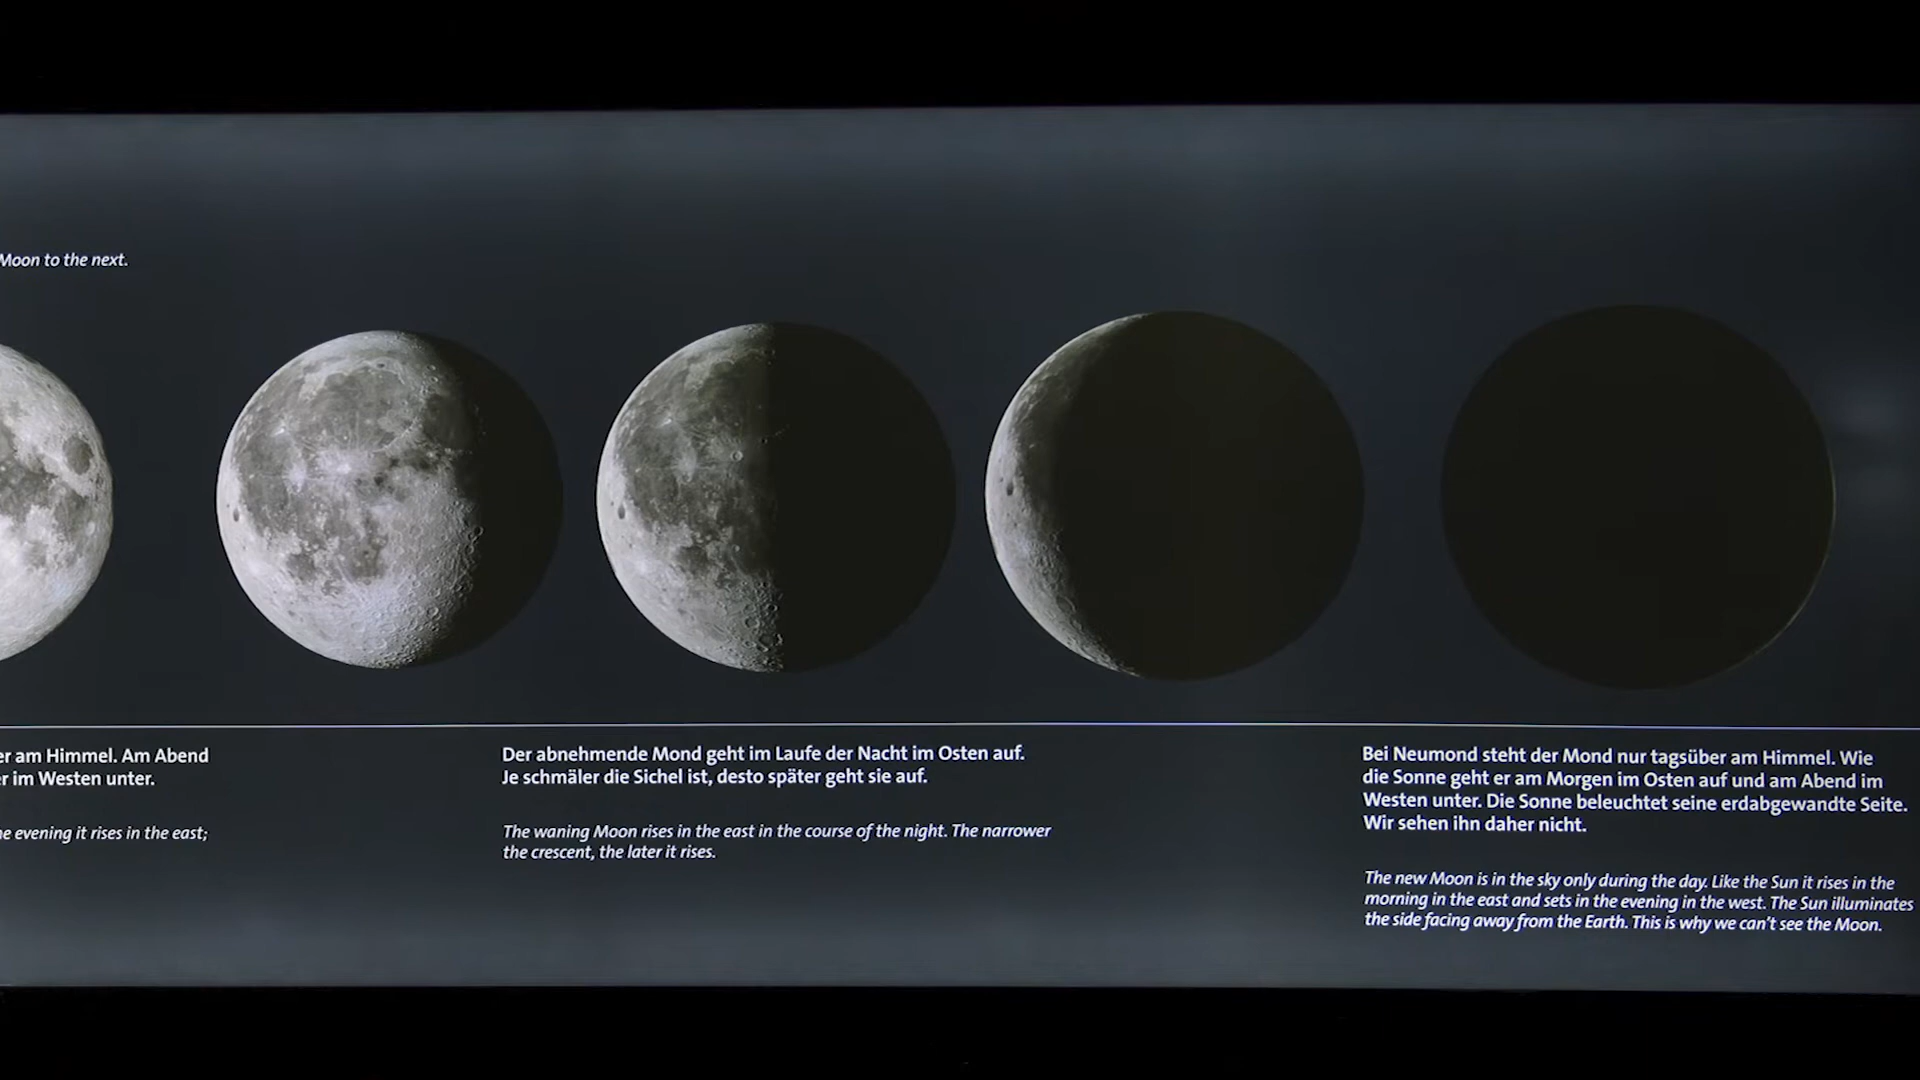 Moon to the next.
er am Himmel. Am Abend
er im Westen unter.
he evening it rises in the east;
Der abnehmende Mond geht im Laufe der Nacht im Osten auf.
Je schmäler die Sichel ist, desto später geht sie auf.
The waning Moon rises in the east in the course of the night. The narrower
the crescent, the later it rises.
Bei Neumond steht der Mond nur tagsüber am Himmel. Wie
die Sonne geht er am Morgen im Osten auf und am Abend im
Westen unter. Die Sonne beleuchtet seine erdabgewandte Seite.
Wir sehen ihn daher nicht.
The new Moon is in the sky only during the day. Like the Sun it rises in the
morning in the east and sets in the evening in the west. The Sun illuminates
the side facing away from the Earth. This is why we can't see the Moon.